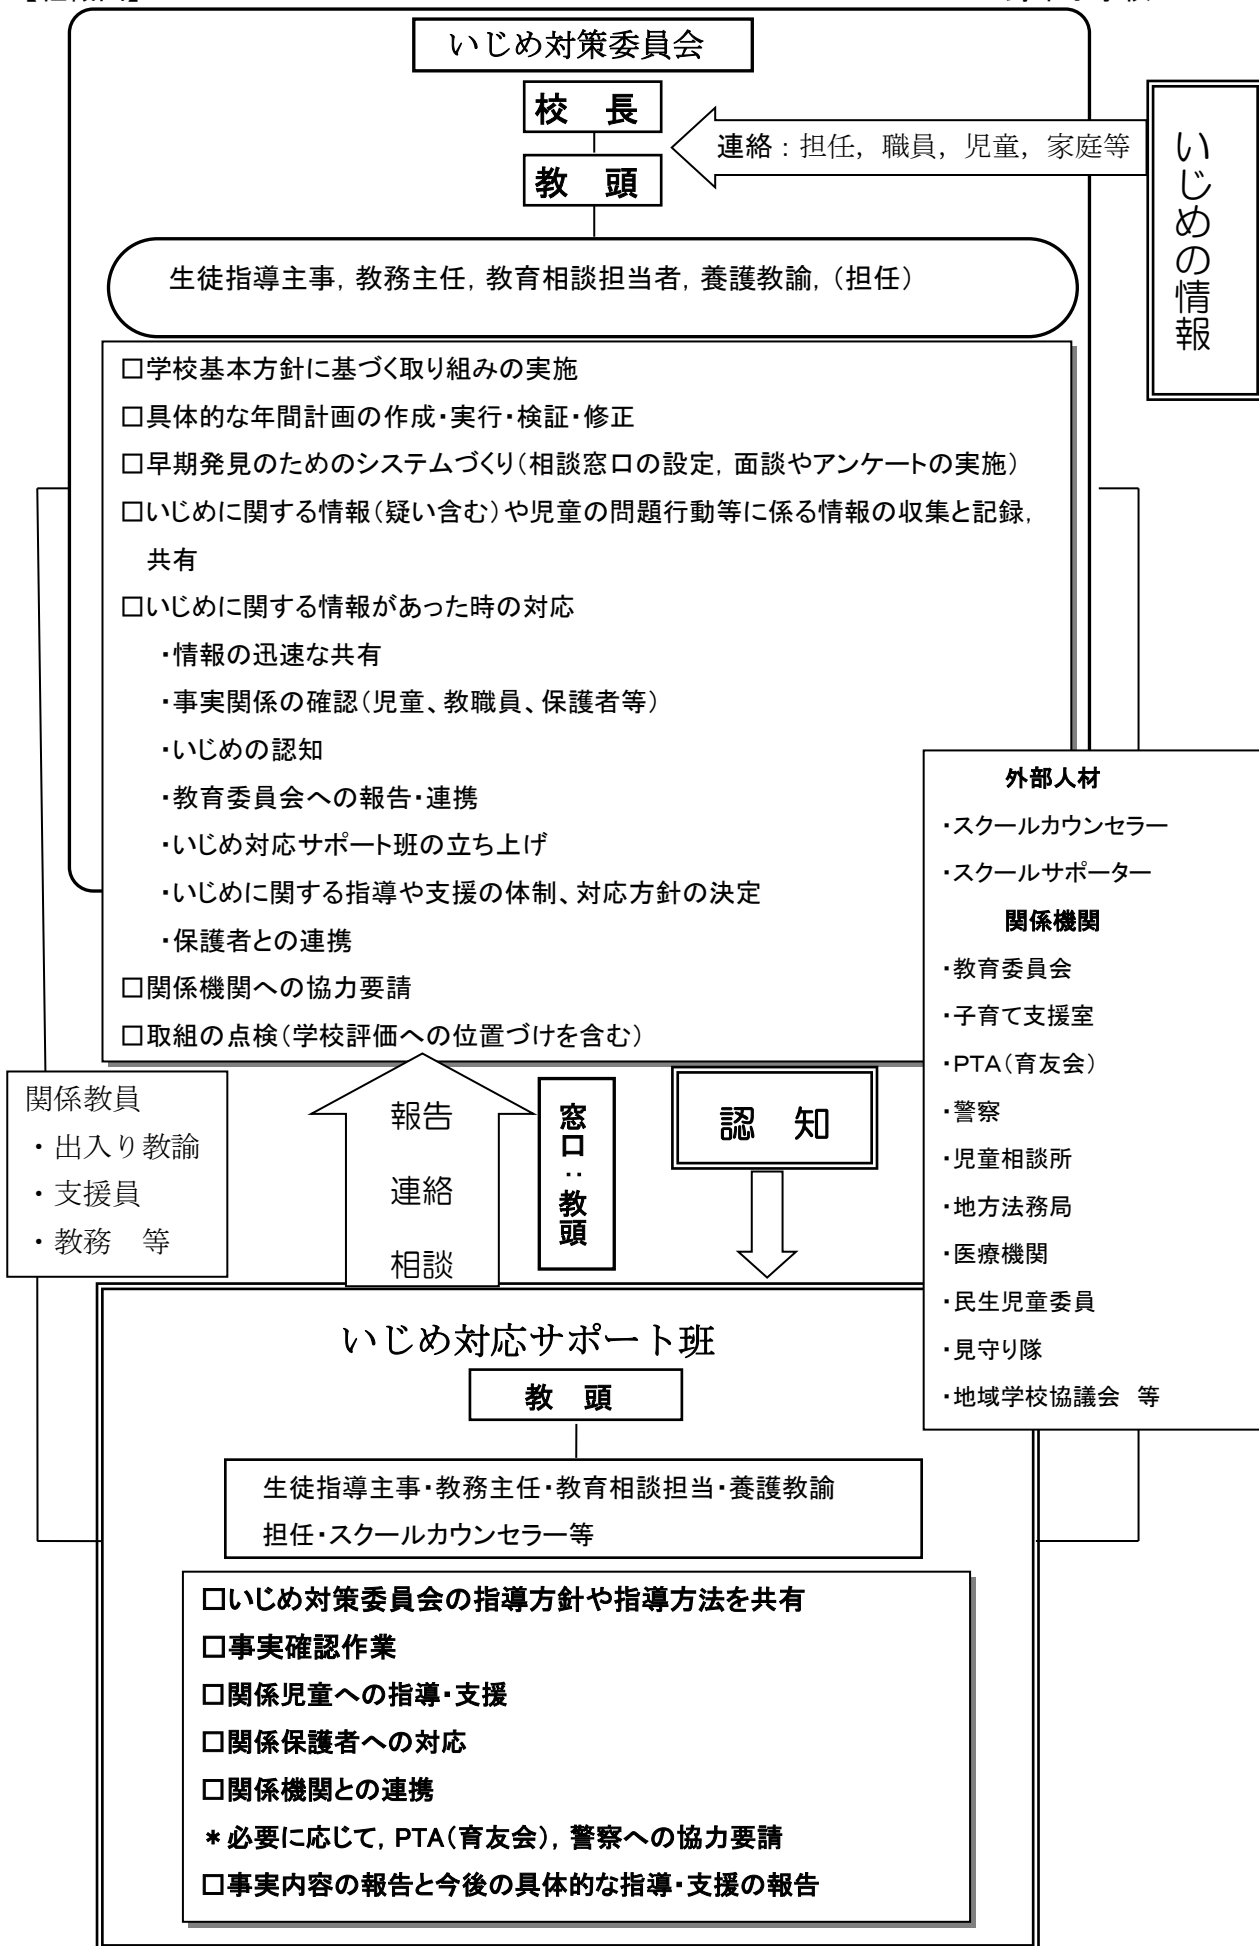 いじめ対策委員会
校　長
連絡：担任，職員，児童，家庭等
教　頭
いじめの情報
生徒指導主事，教務主任，教育相談担当者，養護教諭，（担任）
□学校基本方針に基づく取り組みの実施
□具体的な年間計画の作成・実行・検証・修正
□早期発見のためのシステムづくり（相談窓口の設定，面談やアンケートの実施）
□いじめに関する情報（疑い含む）や児童の問題行動等に係る情報の収集と記録，
共有
□いじめに関する情報があった時の対応
・情報の迅速な共有
・事実関係の確認（児童、教職員、保護者等）
・いじめの認知
・教育委員会への報告・連携
・いじめ対応サポート班の立ち上げ
・いじめに関する指導や支援の体制、対応方針の決定
・保護者との連携
□関係機関への協力要請
□取組の点検（学校評価への位置づけを含む）
外部人材
・スクールカウンセラー
・スクールサポーター
関係機関
・教育委員会
・子育て支援室
・PTA（育友会）
・警察
・児童相談所
・地方法務局
・医療機関
・民生児童委員
・見守り隊
・地域学校協議会　等
関係教員
・出入り教諭
・支援員
・教務　等
報告
連絡
相談
窓口：教頭
認　知
いじめ対応サポート班
教　頭
生徒指導主事・教務主任・教育相談担当・養護教諭
担任・スクールカウンセラー等
□いじめ対策委員会の指導方針や指導方法を共有
□事実確認作業
□関係児童への指導・支援
□関係保護者への対応
□関係機関との連携
＊必要に応じて，PTA（育友会），警察への協力要請
□事実内容の報告と今後の具体的な指導・支援の報告